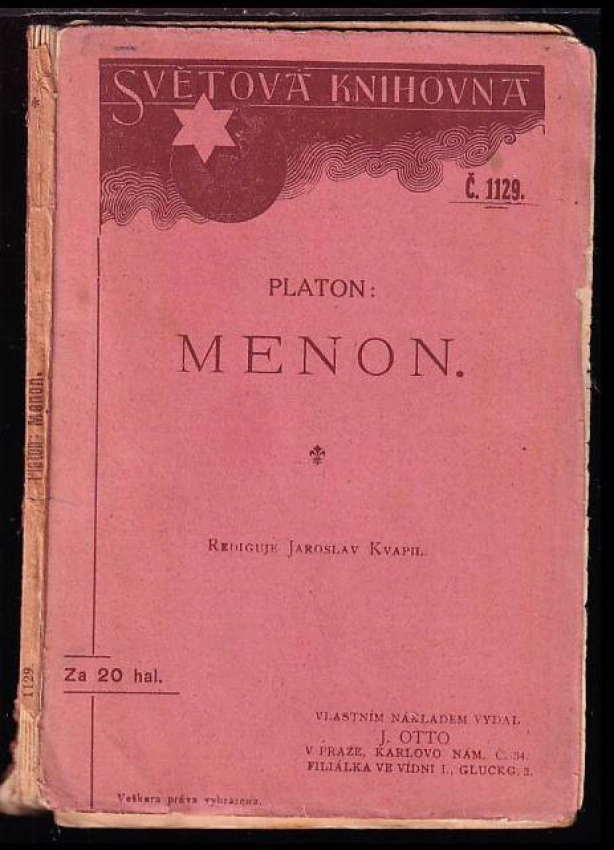 SVĚTOVÁ KNIHOVNA
Č. 1129.
PLATON:
MENON.
REDIGUJE JAROSLAV KVAPIL.
Za 20 hal.
VLASTNÍM NÁKLADEM VYDAL
J. OTTO
V PRAZE, KARLOVO NÁM. Č. 34.
FILIÁLKA VE VÍDNI I., GLUCKG. 3.
Veškera práva vyhrazena.
Platon: Menon.
1129